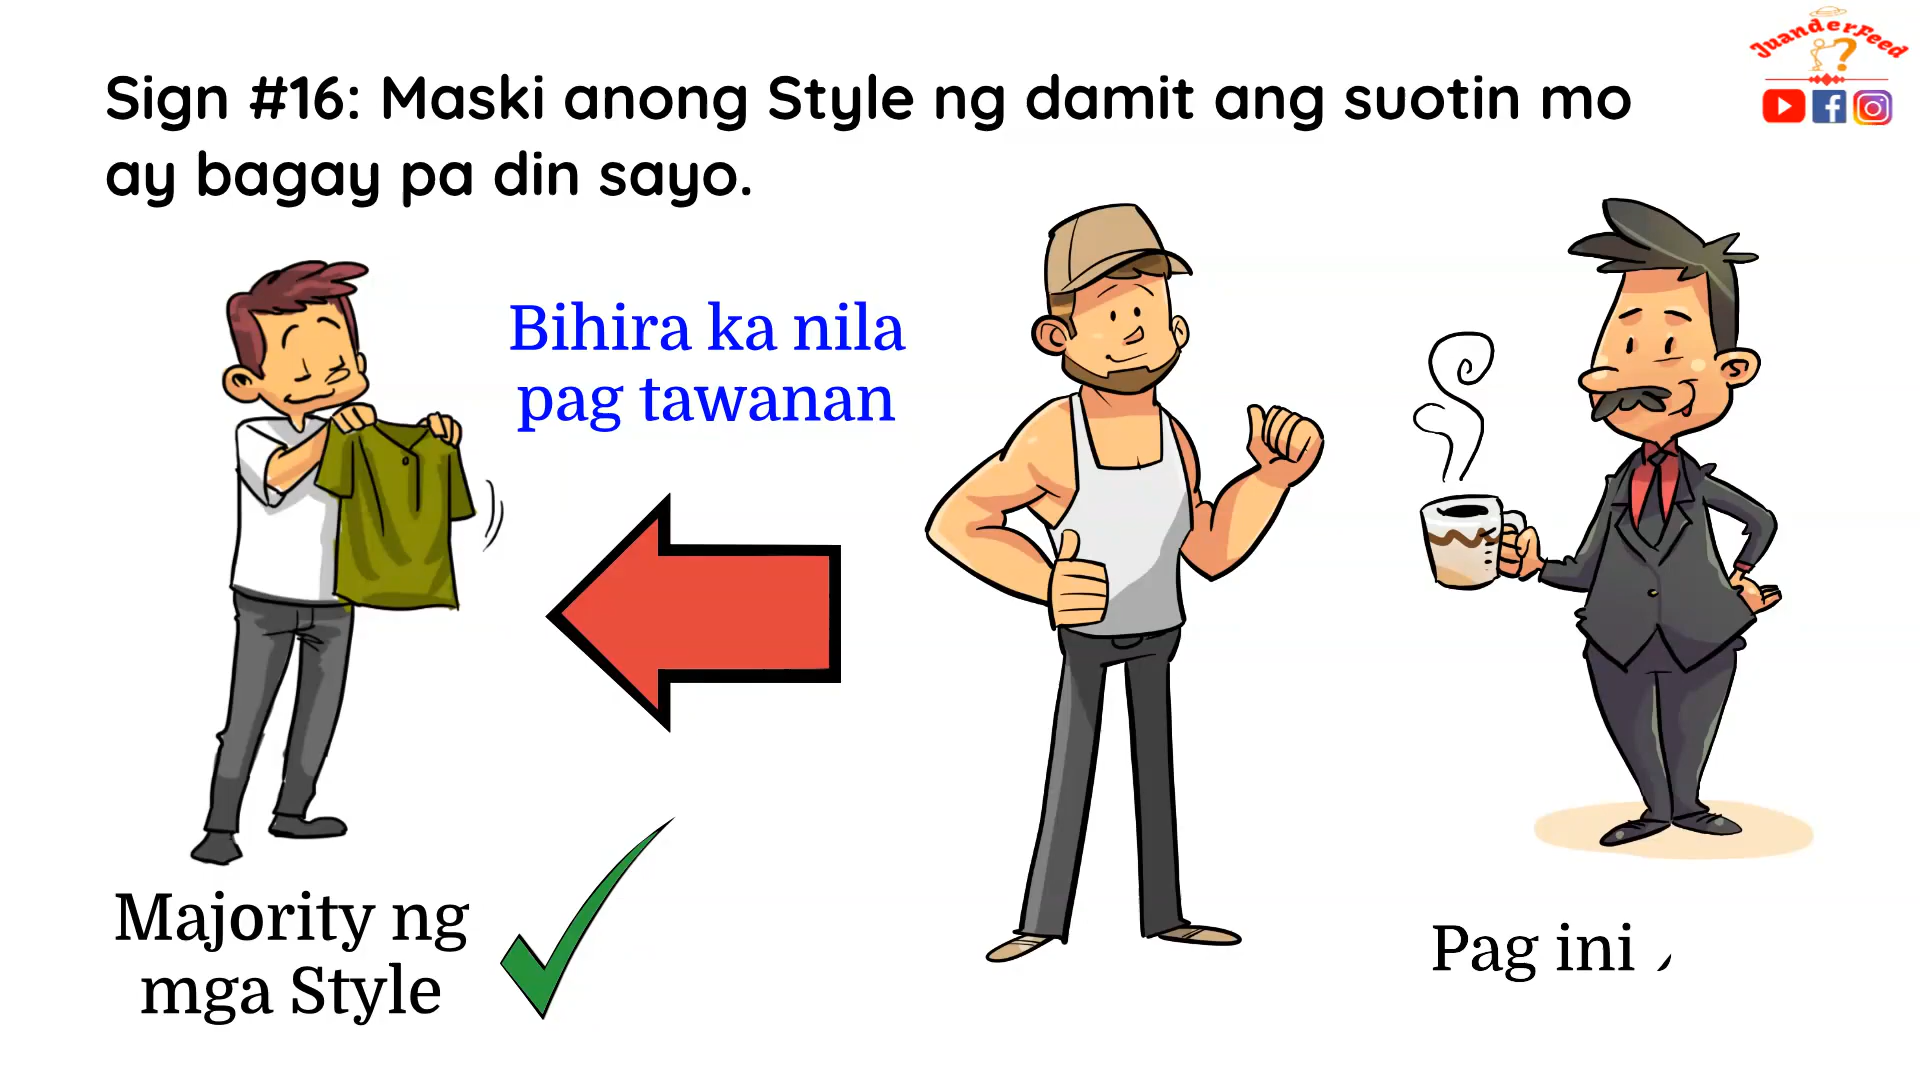 JuanderFeed
Sign #16: Maski anong Style ng damit ang suotin mo
ay bagay pa din sayo.
Bihira ka nila
pag tawanan
Majority ng
mga Style
Pag ini